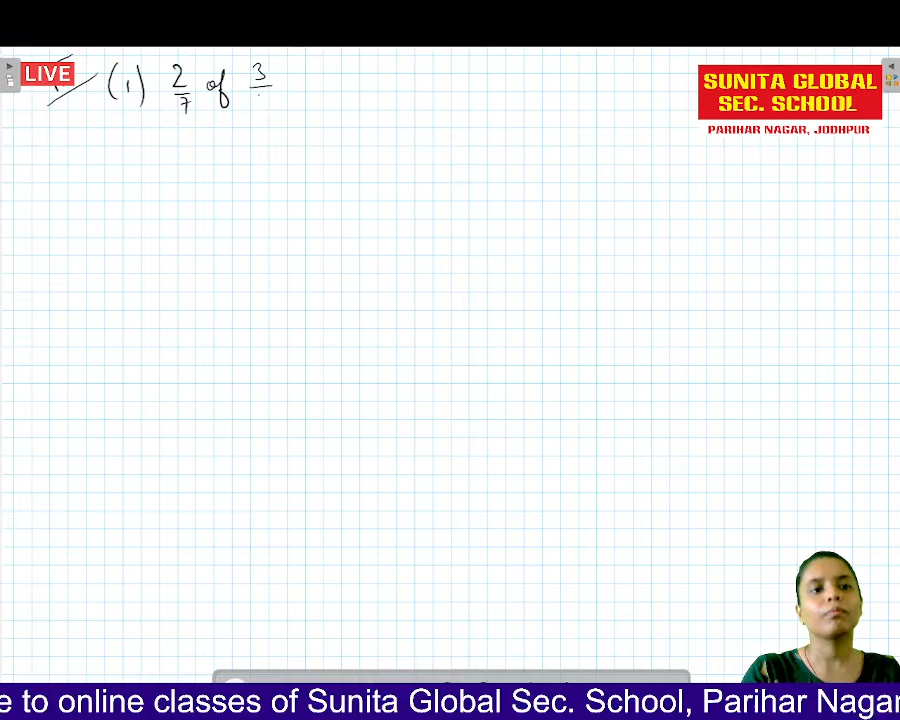 LIVE
(1) 2/7 of 3/
SUNITA GLOBAL
SEC. SCHOOL
PARIHAR NAGAR, JODHPUR
e to online classes of Sunita Global Sec. School, Parihar Nagar